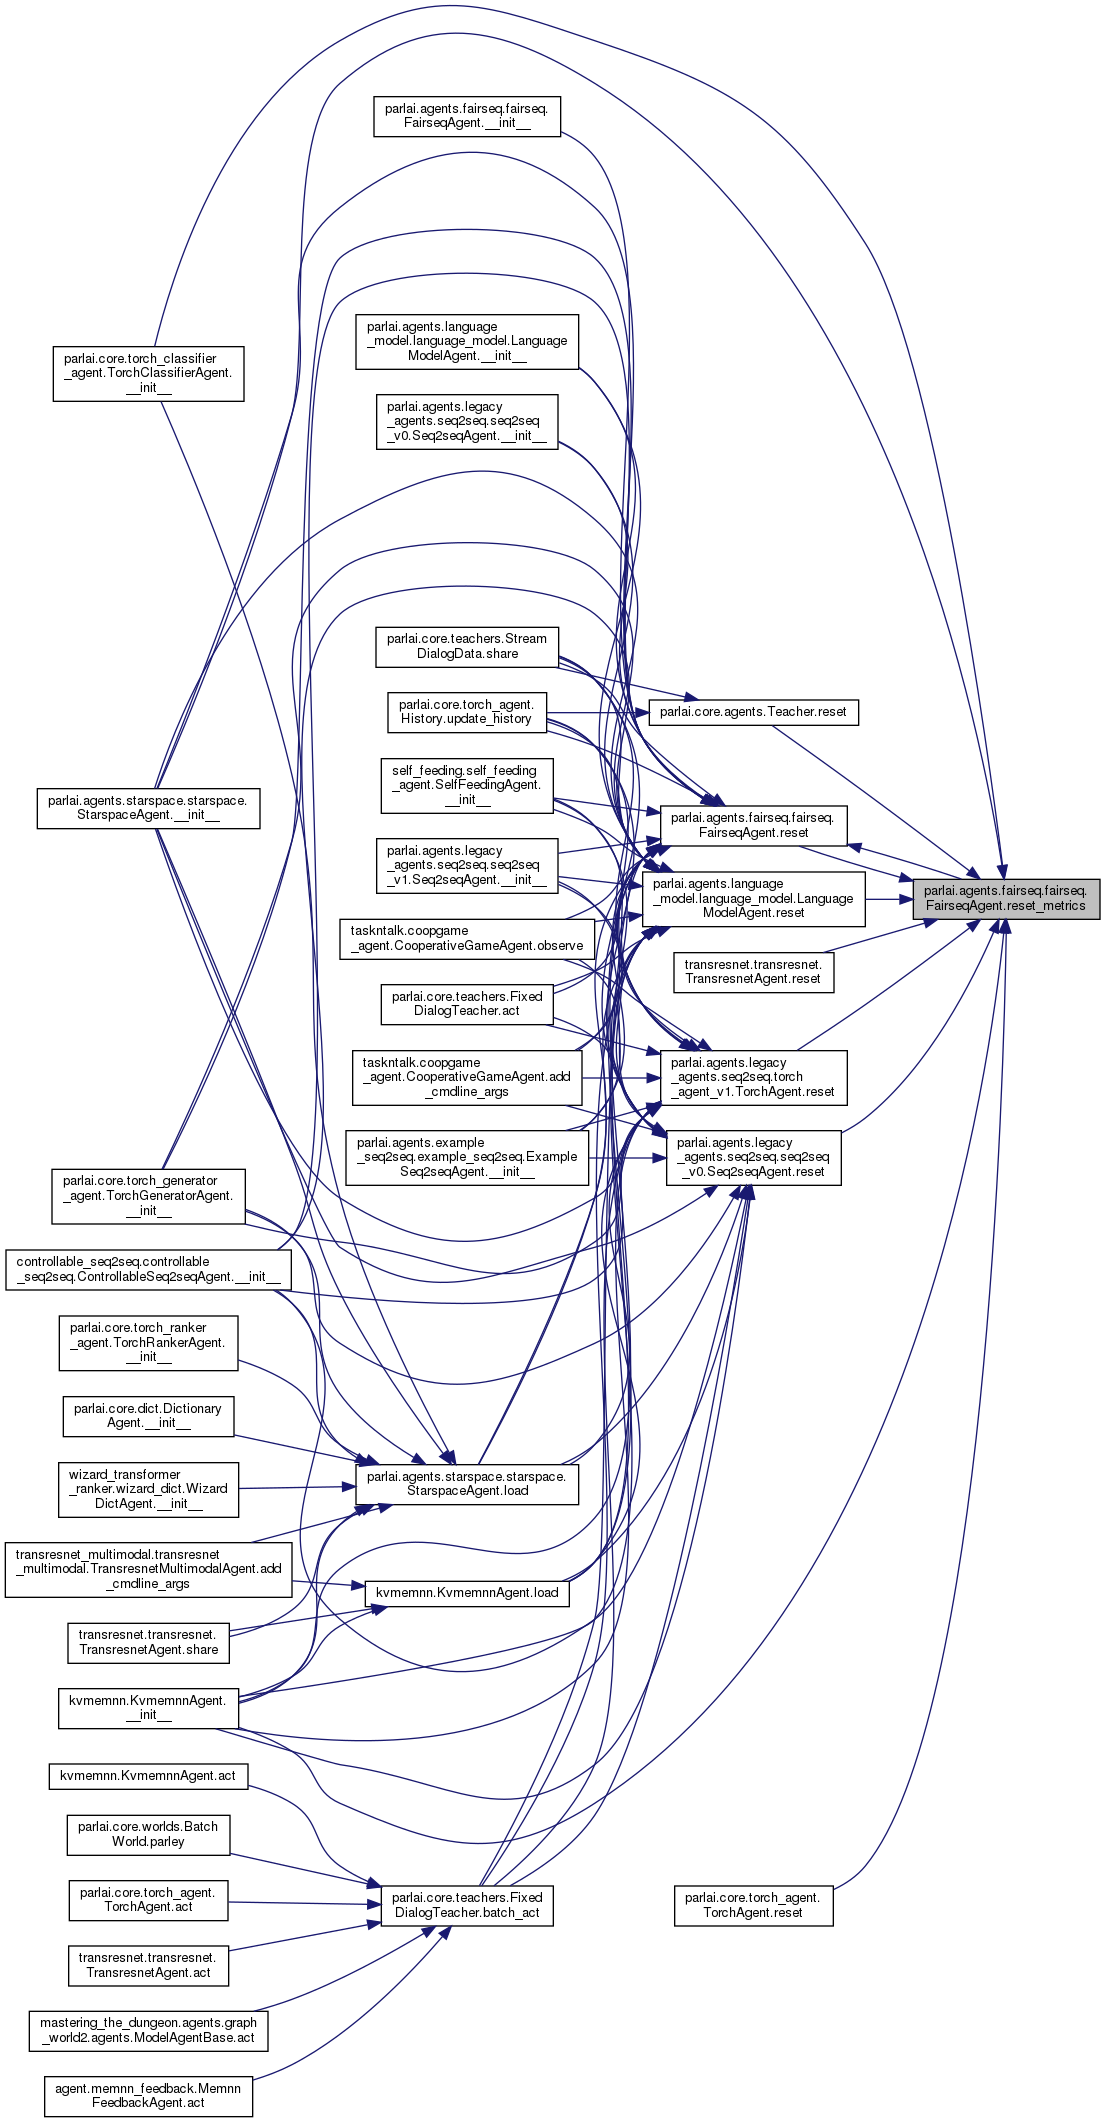 parlai.agents.fairseq.fairseq.
FairseqAgent.__init__
parlai.agents.language
_model.language_model.Language
ModelAgent.__init__
parlai.core.torch_classifier
_agent.TorchClassifierAgent.
__init__
parlai.agents.legacy
_agents.seq2seq.seq2seq
_v0.Seq2seqAgent.__init__
parlai.core.teachers.Stream
DialogData.share
parlai.core.torch_agent.
History.update_history
parlai.core.agents.Teacher.reset
self_feeding.self_feeding
_agent.SelfFeedingAgent.
__init__
parlai.agents.starspace.starspace.
StarspaceAgent.__init__
parlai.agents.fairseq.fairseq.
FairseqAgent.reset
parlai.agents.legacy
_agents.seq2seq.seq2seq
_v1.Seq2seqAgent.__init__
parlai.agents.language
_model.language_model.Language
ModelAgent.reset
parlai.agents.fairseq.fairseq.
FairseqAgent.reset_metrics
taskntalk.coopgame
_agent.CooperativeGameAgent.observe
transresnet.transresnet.
TransresnetAgent.reset
parlai.core.teachers.Fixed
DialogTeacher.act
taskntalk.coopgame
_agent.CooperativeGameAgent.add
_cmdline_args
parlai.agents.legacy
_agents.seq2seq.torch
_agent_v1.TorchAgent.reset
parlai.agents.example
_seq2seq.example_seq2seq.Example
Seq2seqAgent.__init__
parlai.agents.legacy
_agents.seq2seq.seq2seq
_v0.Seq2seqAgent.reset
parlai.core.torch_generator
_agent.TorchGeneratorAgent.
__init__
controllable_seq2seq.controllable
_seq2seq.ControllableSeq2seqAgent.__init__
parlai.core.torch_ranker
_agent.TorchRankerAgent.
__init__
parlai.core.dict.Dictionary
Agent.__init__
wizard_transformer
_ranker.wizard_dict.Wizard
DictAgent.__init__
parlai.agents.starspace.starspace.
StarspaceAgent.load
transresnet_multimodal.transresnet
_multimodal.TransresnetMultimodalAgent.add
_cmdline_args
kvmemnn.KvmemnnAgent.load
transresnet.transresnet.
TransresnetAgent.share
kvmemnn.KvmemnnAgent.
__init__
kvmemnn.KvmemnnAgent.act
parlai.core.worlds.Batch
World.parley
parlai.core.torch_agent.
TorchAgent.act
parlai.core.teachers.Fixed
DialogTeacher.batch_act
parlai.core.torch_agent.
TorchAgent.reset
transresnet.transresnet.
TransresnetAgent.act
mastering_the_dungeon.agents.graph
_world2.agents.ModelAgentBase.act
agent.memnn_feedback.Memnn
FeedbackAgent.act